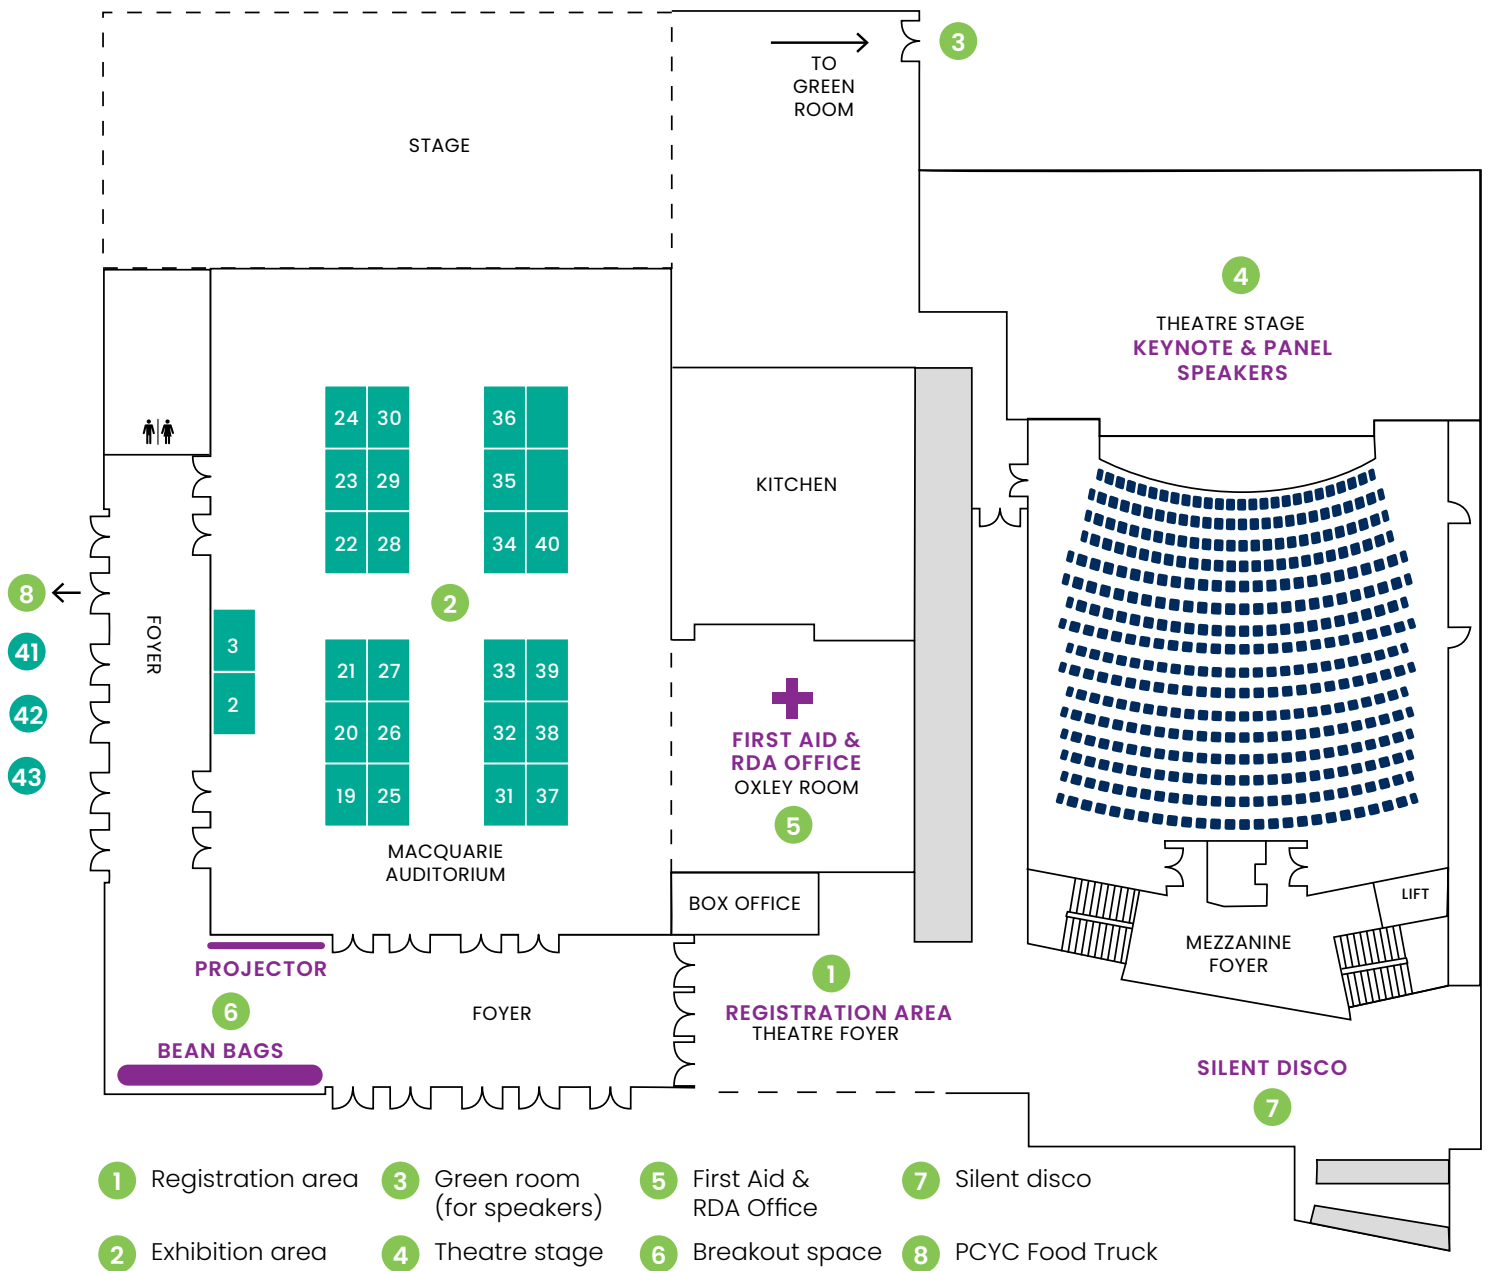 3
TO
GREEN
ROOM
STAGE
4
THEATRE STAGE
KEYNOTE & PANEL
SPEAKERS
24 30 36
23 29 35
22 28 34 40
KITCHEN
2
8
FOYER
41
42
43
3
2
21 27 33 39
20 26 32 38
19 25 31 37
FIRST AID &
RDA OFFICE
OXLEY ROOM
5
MACQUARIE
AUDITORIUM
BOX OFFICE
LIFT
MEZZANINE
FOYER
PROJECTOR
6
BEAN BAGS
FOYER
1
REGISTRATION AREA
THEATRE FOYER
SILENT DISCO
7
1 Registration area
2 Exhibition area
3 Green room
(for speakers)
4 Theatre stage
5 First Aid &
RDA Office
6 Breakout space
7 Silent disco
8 PCYC Food Truck